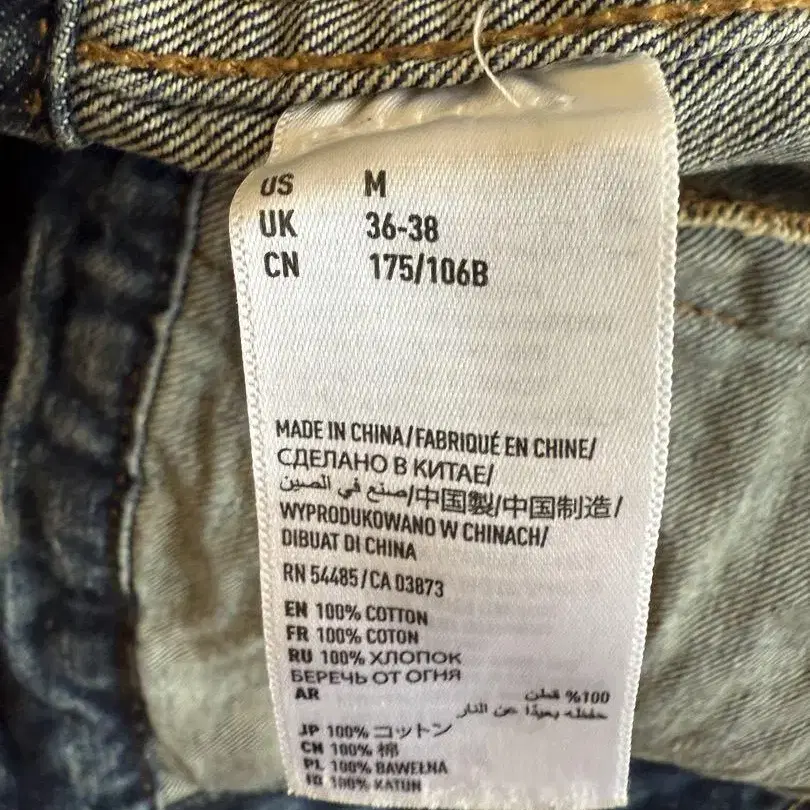 US M
UK 36-38
CN 175/106B
MADE IN CHINA/FABRIQUÉ EN CHINE/
СДЕЛАНО В КИТАЕ/
صنع في الصين/中国製/中国制造/
WYPRODUKOWANO W CHINACH/
DIBUAT DI CHINA
RN 54485/CA 03873
EN 100% COTTON
FR 100% COTON
RU 100% ХЛОПОК
БЕРЕЧЬ ОТ ОГНЯ
AR 100% قطن
حفظه بعيدًا عن النار
JP 100% コットン
CN 100% 棉
PL 100% BAWEŁNA
ID 100% KATUN